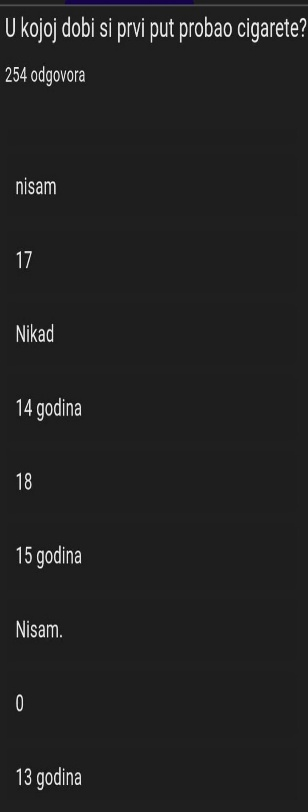 U kojoj dobi si prvi put probao cigarete?
254 odgovora
nisam
17
Nikad
14 godina
18
15 godina
Nisam.
0
13 godina